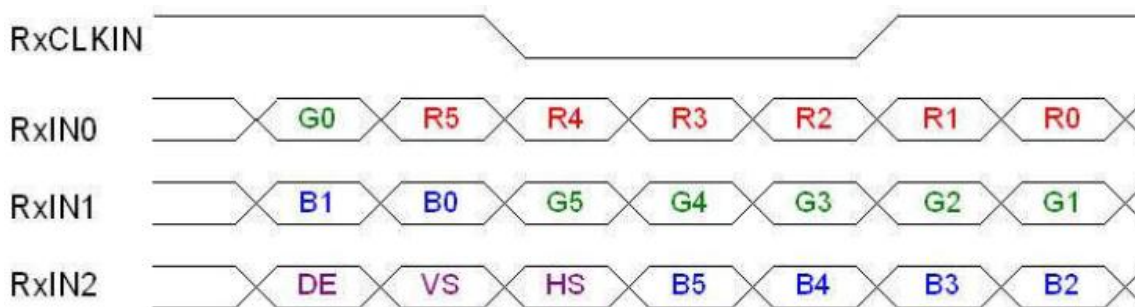 RxCLKIN
RxIN0 G0 R5 R4 R3 R2 R1 R0
RxIN1 B1 B0 G5 G4 G3 G2 G1
RxIN2 DE VS HS B5 B4 B3 B2